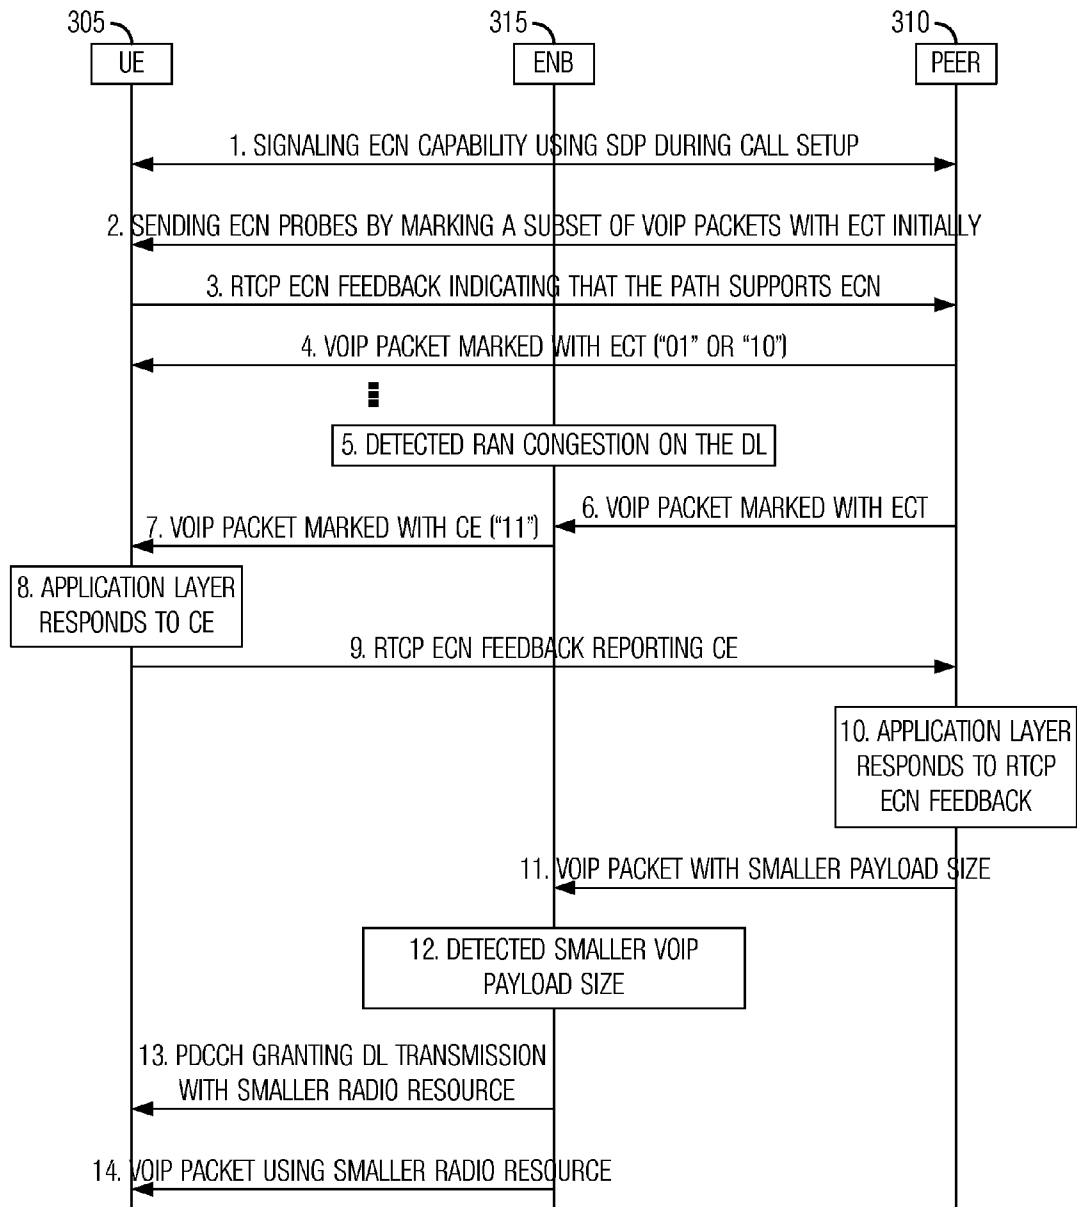 305
315
310
UE
ENB
PEER
1. SIGNALING ECN CAPABILITY USING SDP DURING CALL SETUP
2. SENDING ECN PROBES BY MARKING A SUBSET OF VOIP PACKETS WITH ECT INITIALLY
3. RTCP ECN FEEDBACK INDICATING THAT THE PATH SUPPORTS ECN
4. VOIP PACKET MARKED WITH ECT ("01" OR "10")
5. DETECTED RAN CONGESTION ON THE DL
6. VOIP PACKET MARKED WITH ECT
7. VOIP PACKET MARKED WITH CE ("11")
8. APPLICATION LAYER
RESPONDS TO CE
9. RTCP ECN FEEDBACK REPORTING CE
10. APPLICATION LAYER
RESPONDS TO RTCP
ECN FEEDBACK
11. VOIP PACKET WITH SMALLER PAYLOAD SIZE
12. DETECTED SMALLER VOIP
PAYLOAD SIZE
13. PDCCH GRANTING DL TRANSMISSION
WITH SMALLER RADIO RESOURCE
14. VOIP PACKET USING SMALLER RADIO RESOURCE